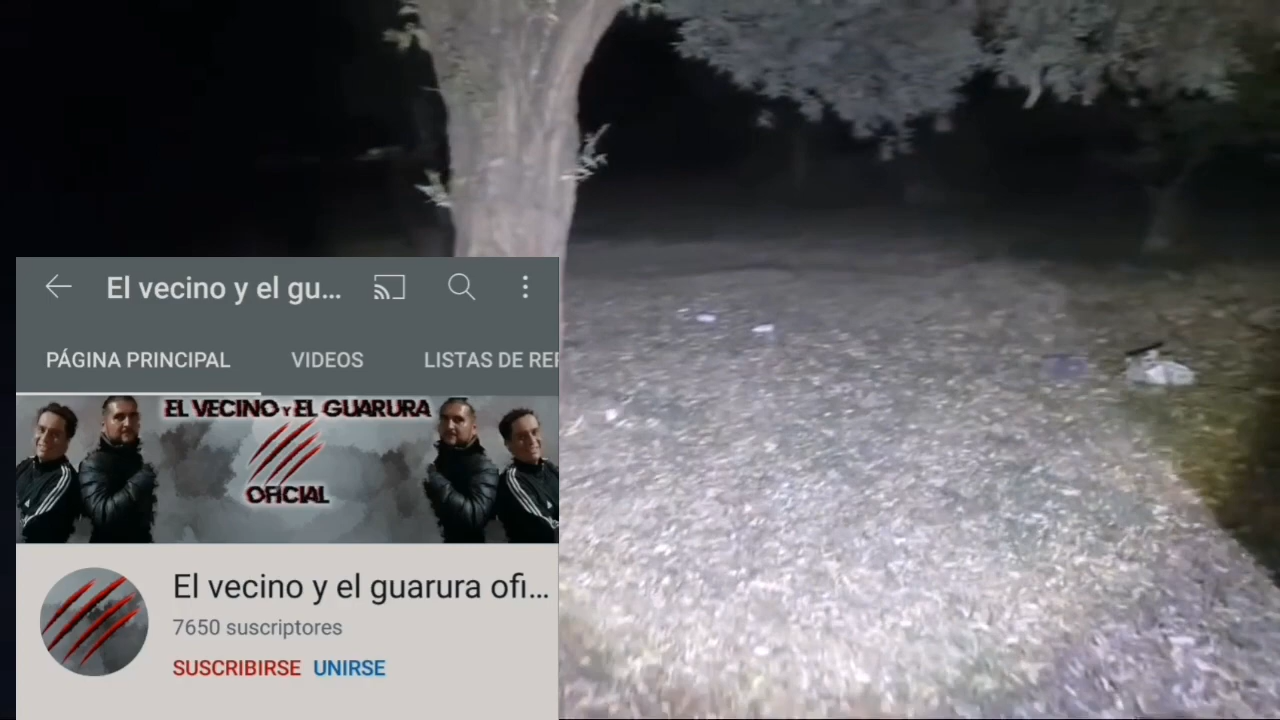 El vecino y el gu...
PÁGINA PRINCIPAL VIDEOS LISTAS DE REP
EL VECINO Y EL GUARURA
OFICIAL
El vecino y el guarura ofi...
7650 suscriptores
SUSCRIBIRSE UNIRSE